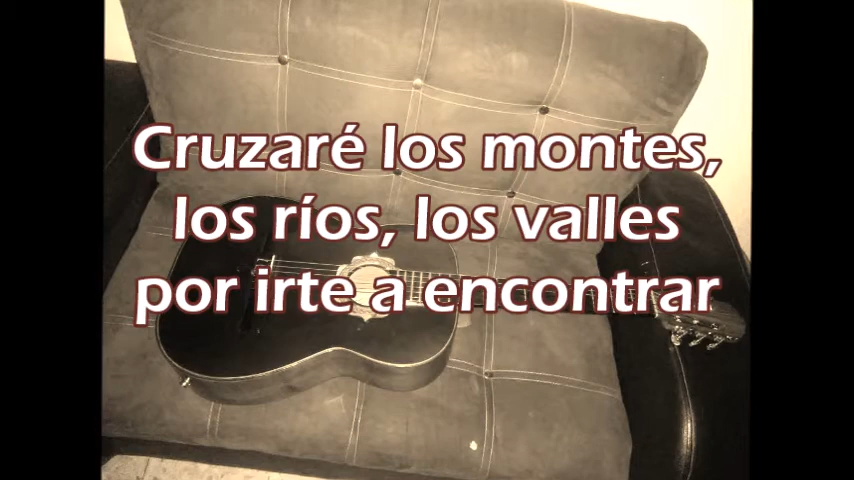 Cruzaré los montes,
los ríos, los valles
por irte a encontrar